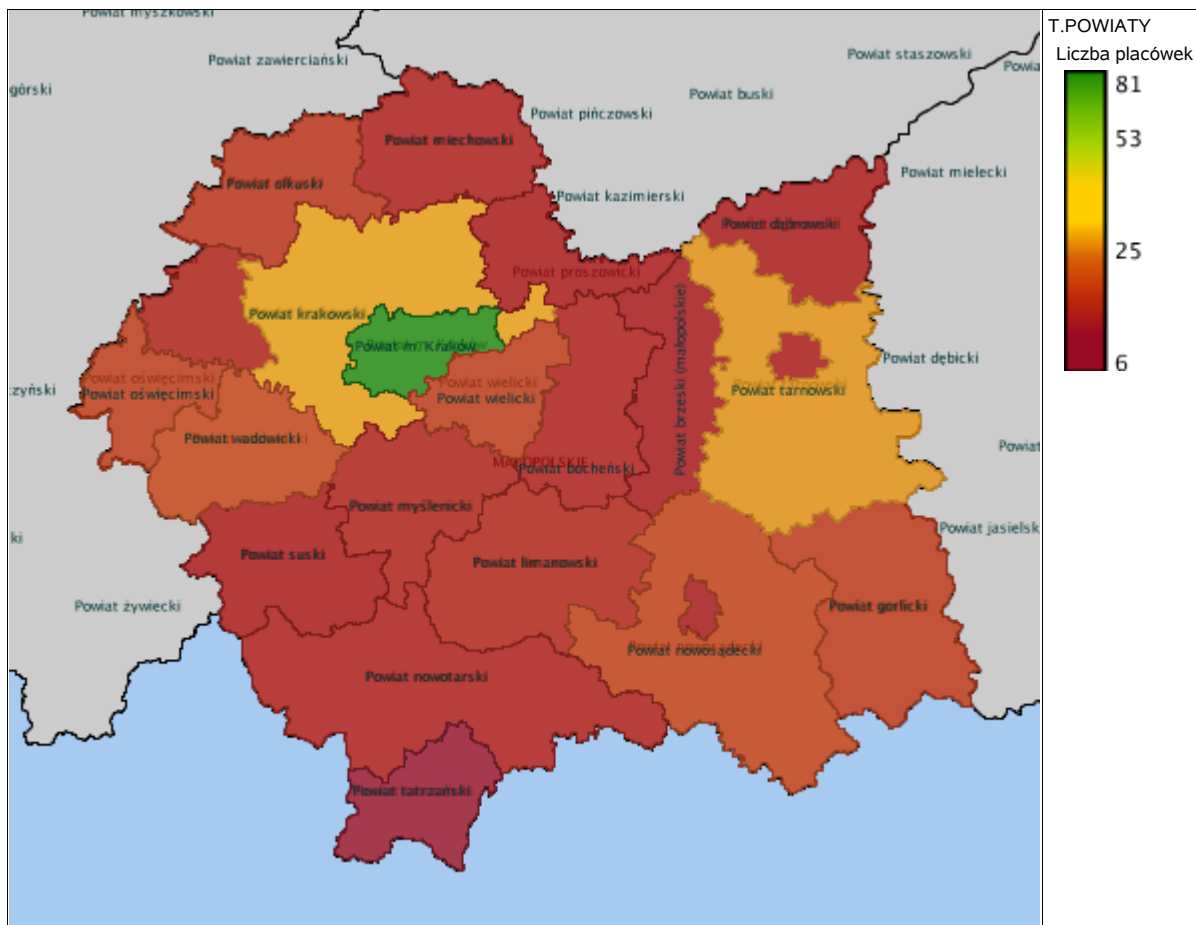 Powiat myszkowski
T.POWIATY
Liczba placówek
Powiat staszowski
Powiat zawierciański
Powia
górski
81
Powiat buski
Powiat pińczowski
53
Powiat miechowski
Powiat mielecki
Powiat olkuski
Powiat kazimierski
Powiat dąbrowski
25
Powiat proszowicki
Powiat krakowski
Powiat m. Kraków
Powiat brzeski (małopolskie)
Powiat dębicki
6
Powiat oświęcimski
Powiat oświęcimski
czyński
Powiat wielicki
Powiat wielicki
Powiat tarnowski
Powiat wadowicki
Powiat
MAŁOPOLSKIE
Powiat bocheński
Powiat myślenicki
Powiat jasielsk
ki
Powiat suski
Powiat limanowski
Powiat żywiecki
Powiat gorlicki
Powiat nowosądecki
Powiat nowotarski
Powiat tatrzański